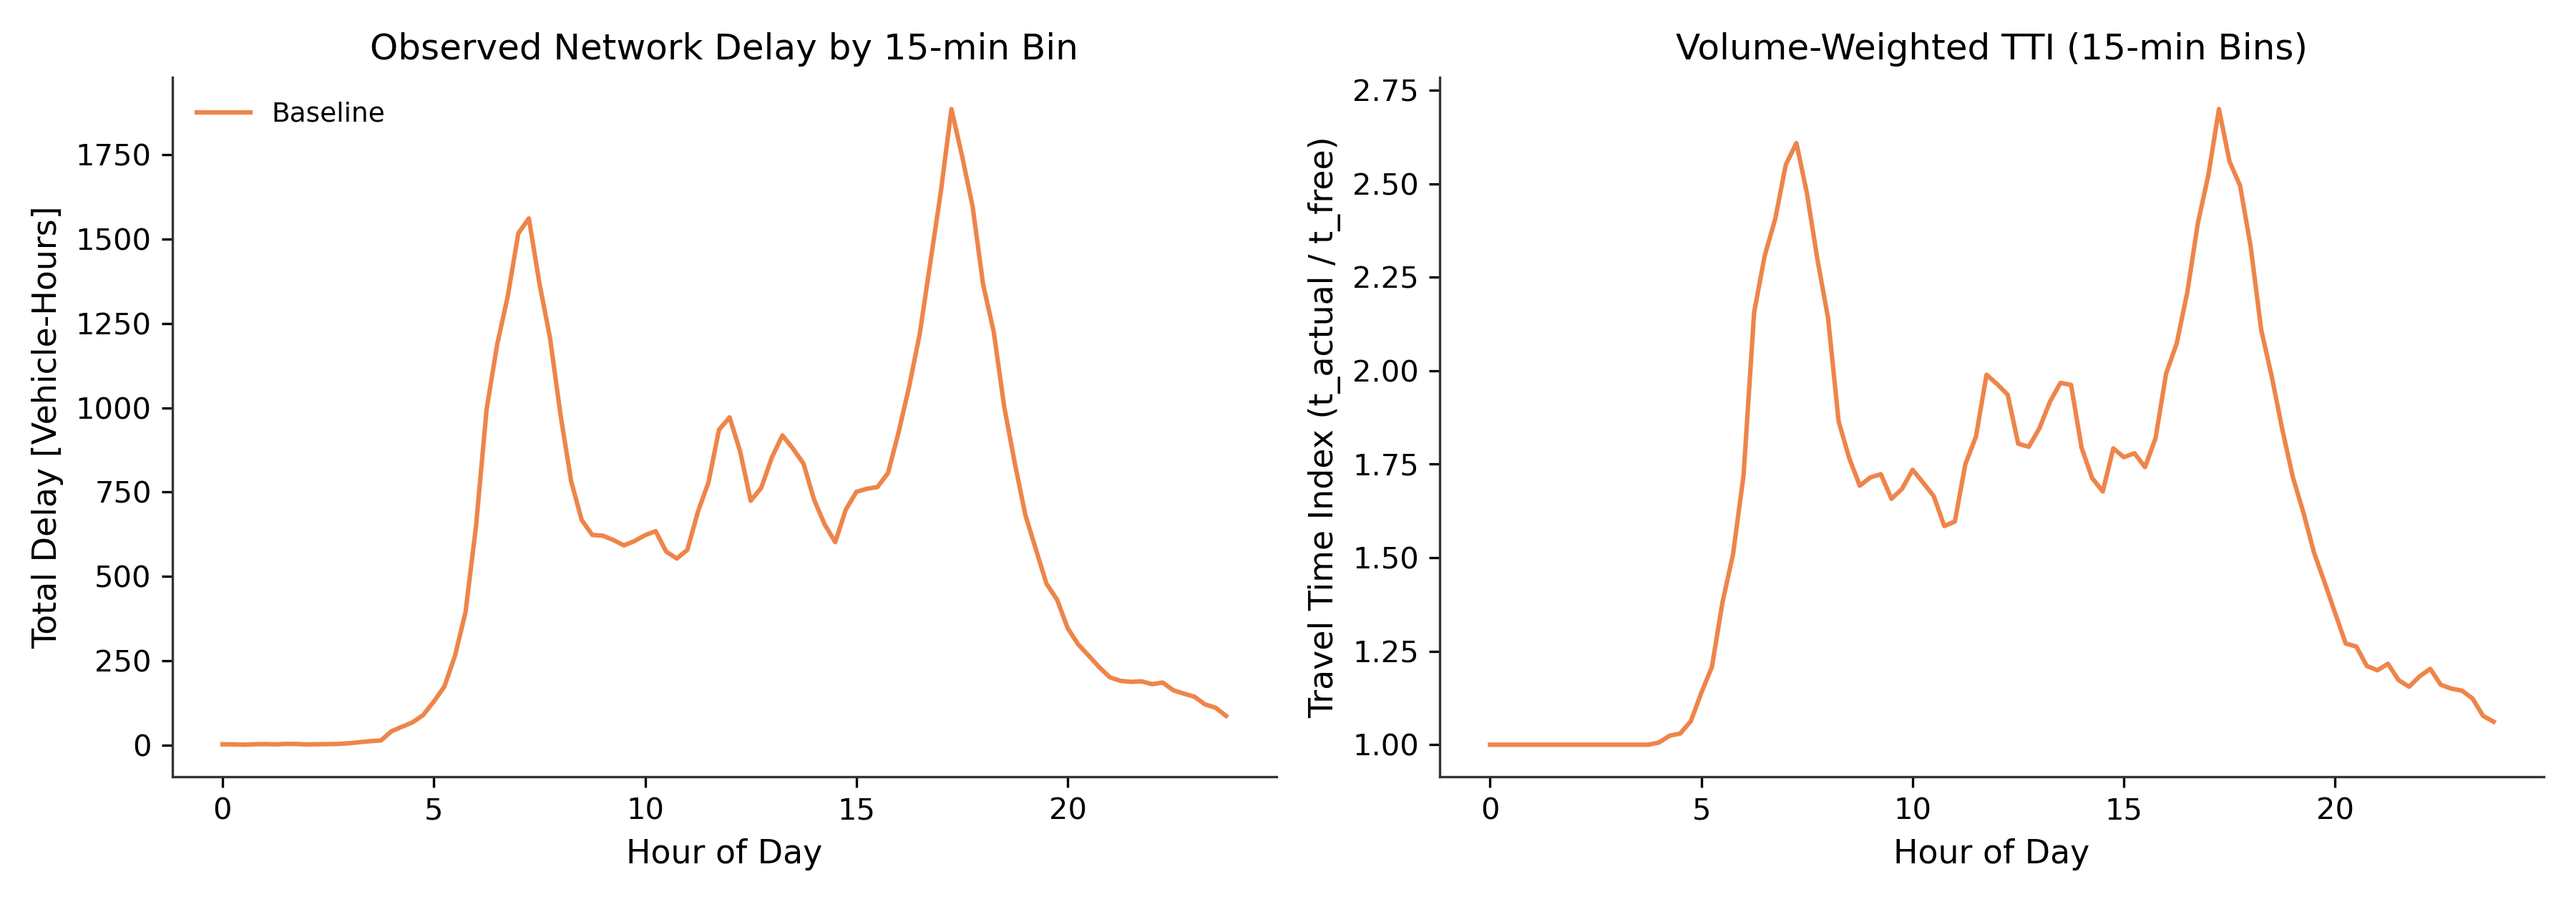 Observed Network Delay by 15-min Bin
Baseline
Total Delay [Vehicle-Hours]
1750
1500
1250
1000
750
500
250
0
0 5 10 15 20
Hour of Day
Volume-Weighted TTI (15-min Bins)
Travel Time Index (t_actual / t_free)
2.75
2.50
2.25
2.00
1.75
1.50
1.25
1.00
0 5 10 15 20
Hour of Day